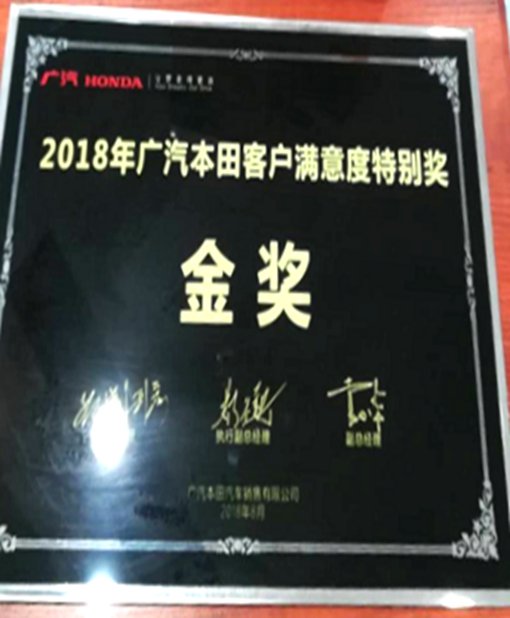 广汽 HONDA
2018年广汽本田客户满意度特别奖
金奖
执行副总经理
副总经理
广汽本田汽车销售有限公司
2018年8月